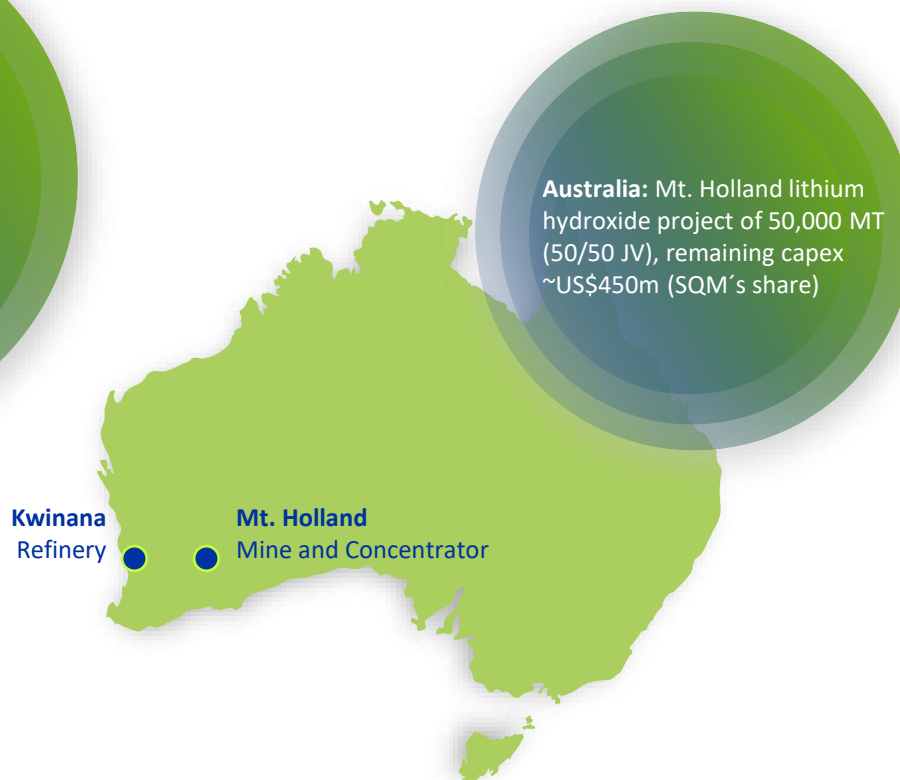 Australia: Mt. Holland lithium
hydroxide project of 50,000 MT
(50/50 JV), remaining capex
~US$450m (SQM´s share)
Kwinana
Refinery
Mt. Holland
Mine and Concentrator